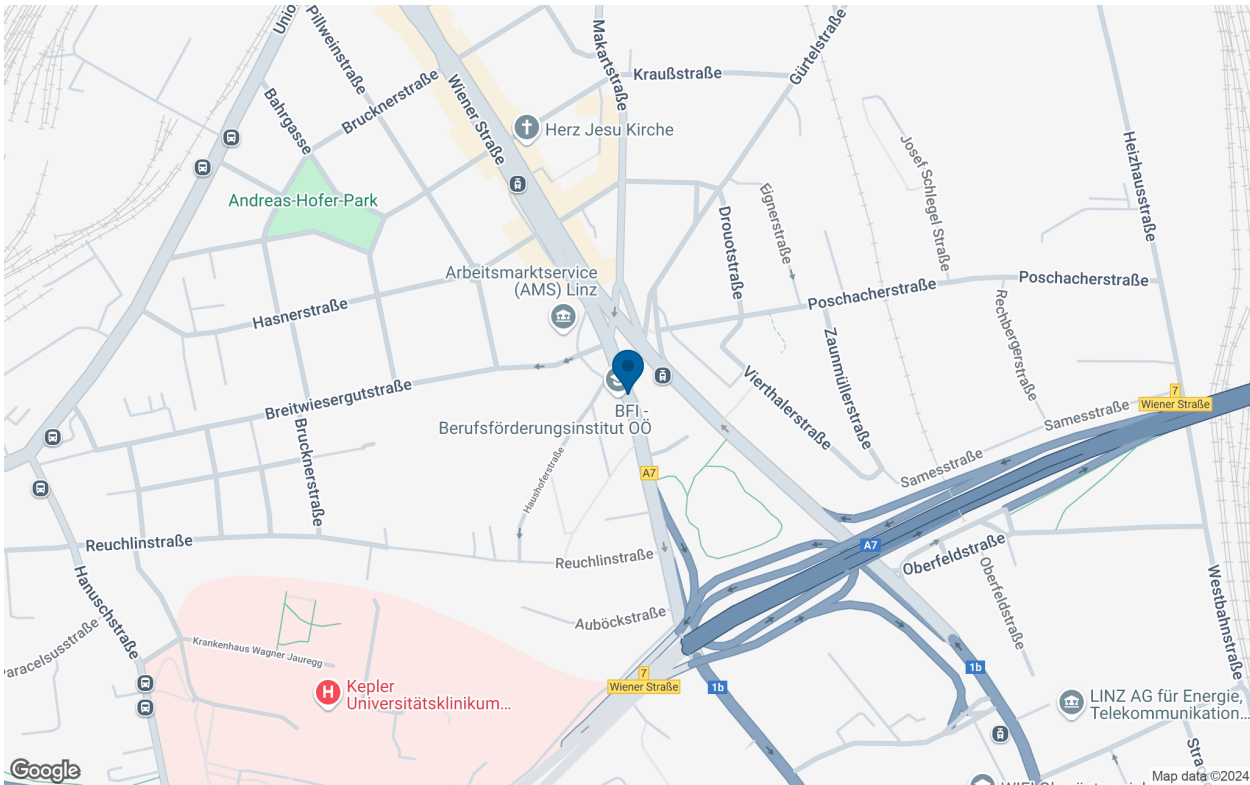 Unio
Pillweinstraße
Makartstraße
Gürtelstraße
Kraußstraße
Bahrgasse
Brucknerstraße
Wiener Straße
Herz Jesu Kirche
Josef Schlegel Straße
Heizhausstraße
Andreas-Hofer-Park
Eignerstraße
Drouotstraße
Arbeitsmarktservice
(AMS) Linz
Poschacherstraße
Poschacherstraße
Hasnerstraße
Rechbergerstraße
Zaunmüllerstraße
Vierthalerstraße
Breitwiesergutstraße
7
Wiener Straße
BFI -
Berufsförderungsinstitut OÖ
Samesstraße
Brucknerstraße
Haushoferstraße
A7
Samesstraße
Reuchlinstraße
Reuchlinstraße
A7
Oberfeldstraße
Hanuschstraße
Oberfeldstraße
Westbahnstraße
Auböckstraße
Paracelsusstraße
Krankenhaus Wagner Jauregg
7
Wiener Straße
1b
1b
H
Kepler
Universitätsklinikum...
LINZ AG für Energie,
Telekommunikation...
Stra
Google
Map data ©2024